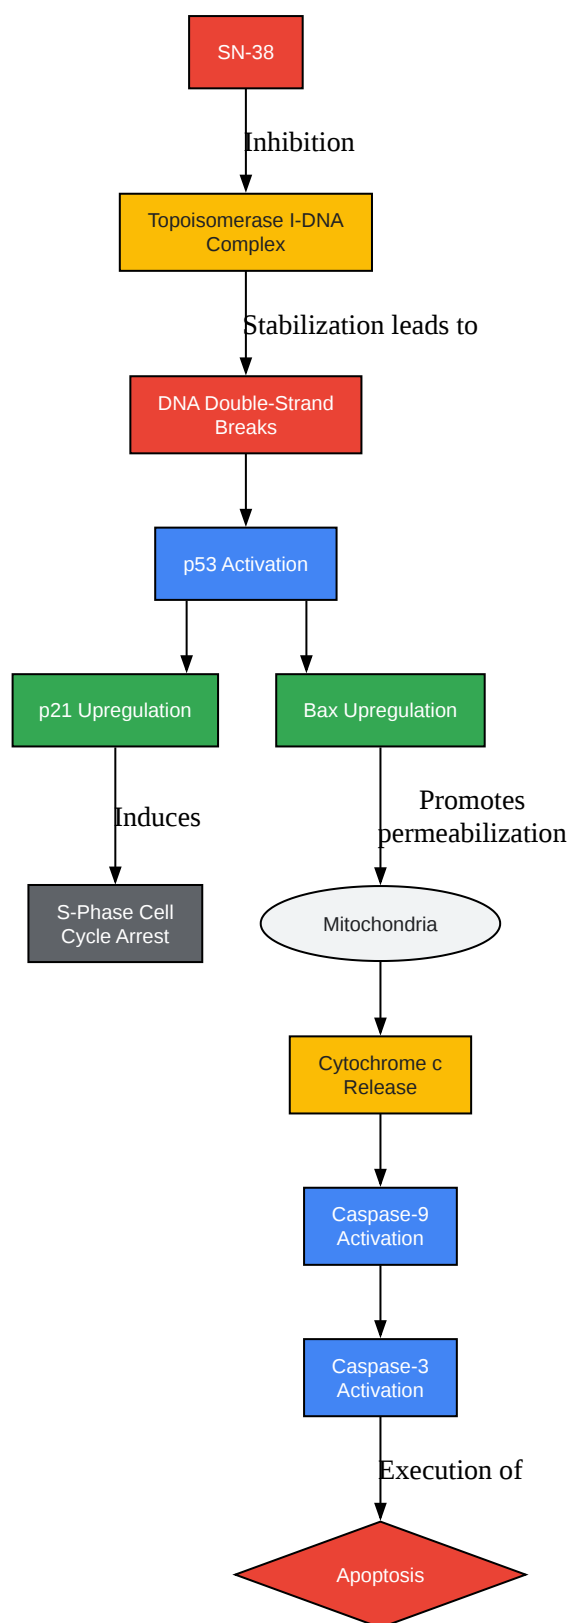 SN-38
Inhibition
Topoisomerase I-DNA
Complex
Stabilization leads to
DNA Double-Strand
Breaks
p53 Activation
p21 Upregulation
Bax Upregulation
Induces
Promotes
permeabilization
S-Phase Cell
Cycle Arrest
Mitochondria
Cytochrome c
Release
Caspase-9
Activation
Caspase-3
Activation
Execution of
Apoptosis